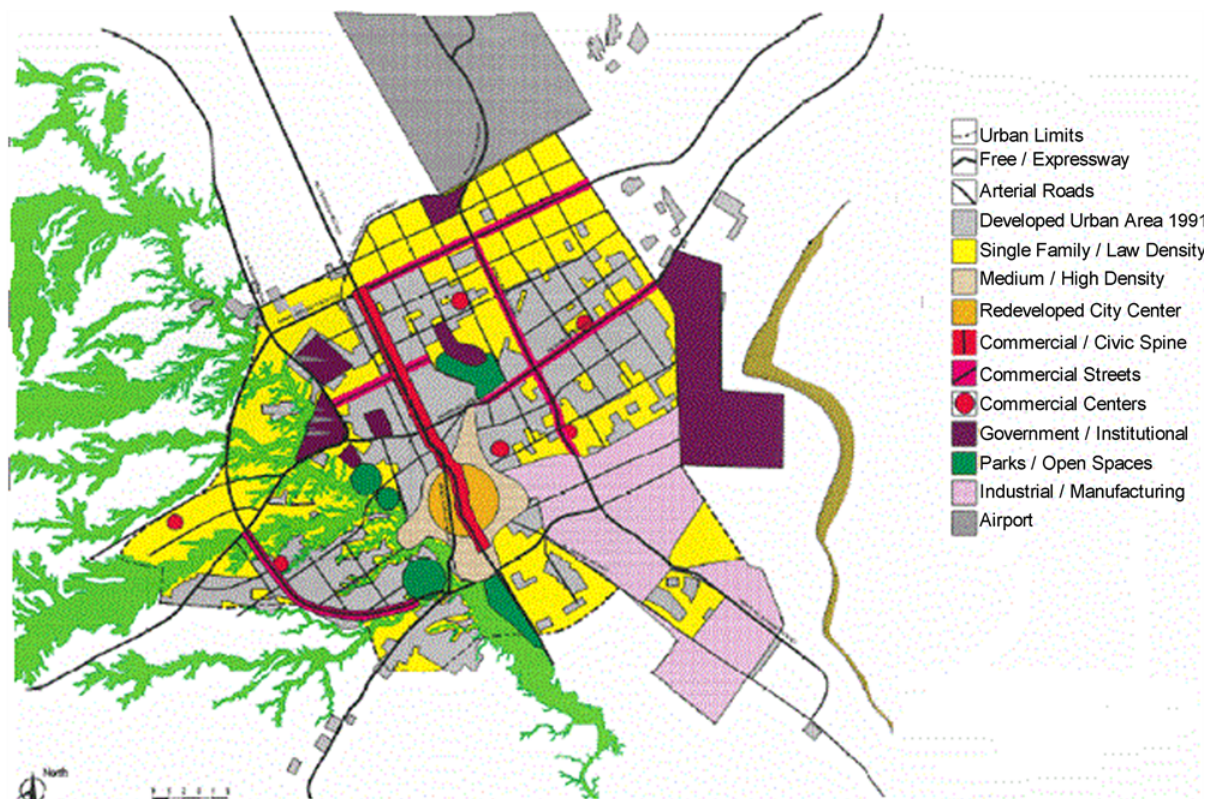 Urban Limits
Free / Expressway
Arterial Roads
Developed Urban Area 1991
Single Family / Law Density
Medium / High Density
Redeveloped City Center
Commercial / Civic Spine
Commercial Streets
Commercial Centers
Government / Institutional
Parks / Open Spaces
Industrial / Manufacturing
Airport
North